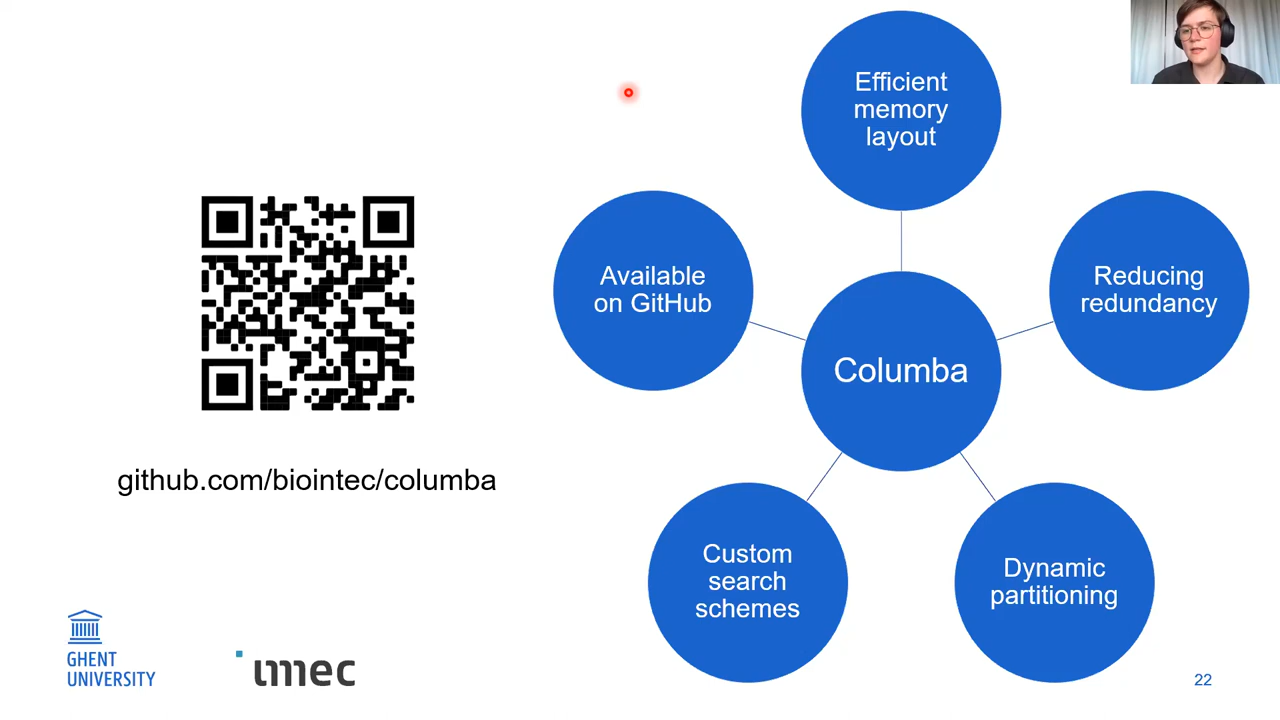 Efficient
memory
layout
Available
on GitHub
Reducing
redundancy
Columba
github.com/biointec/columba
Custom
search
schemes
Dynamic
partitioning
GHENT
UNIVERSITY
imec
22